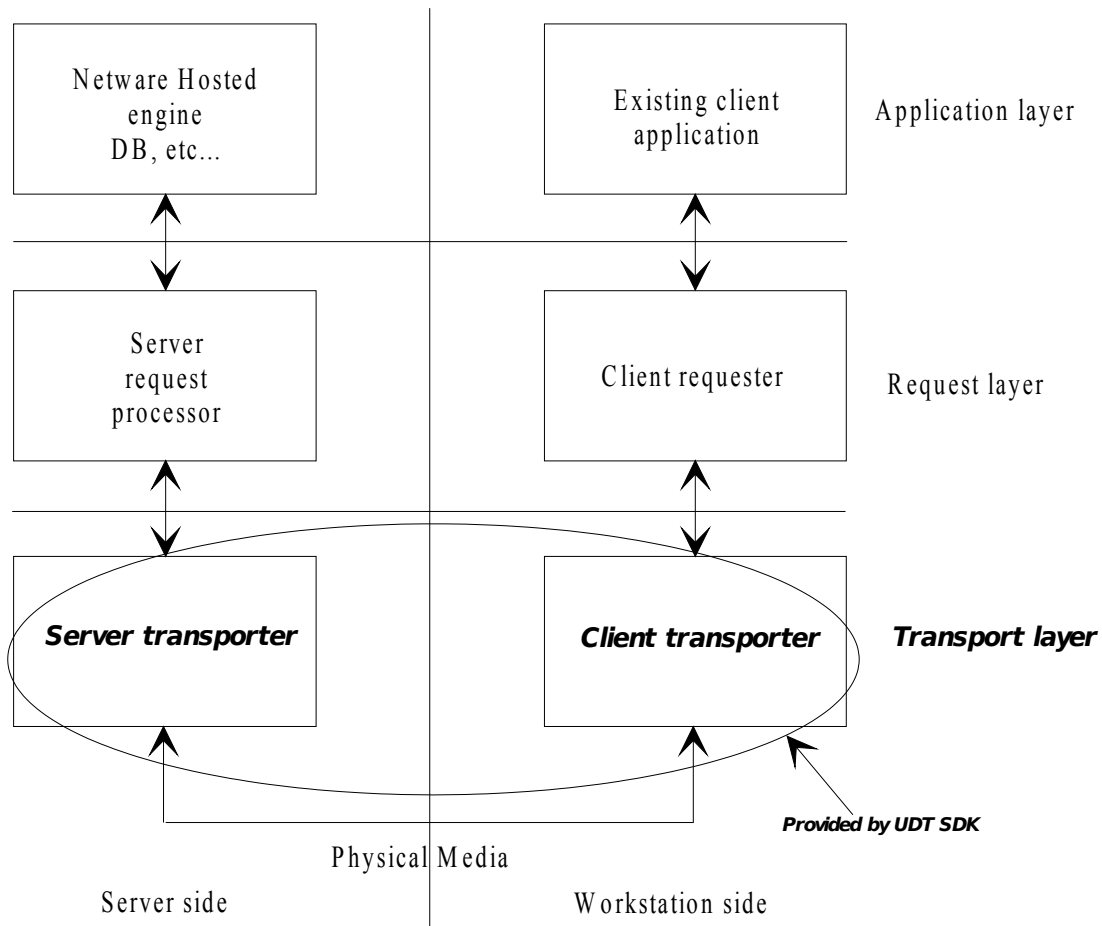 Netware Hosted
engine
DB, etc...
Existing client
application
Application layer
Server
request
processor
Client requester
Request layer
Server transporter
Client transporter
Transport layer
Provided by UDT SDK
Physical Media
Server side
Workstation side